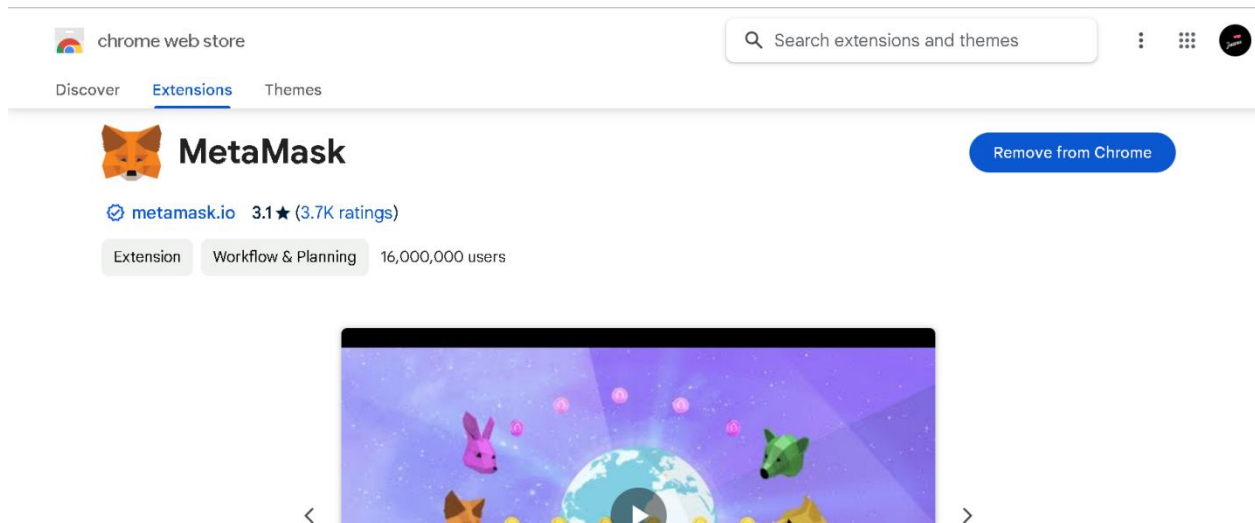 chrome web store
Search extensions and themes
Discover Extensions Themes
MetaMask
Remove from Chrome
metamask.io 3.1★ (3.7K ratings)
Extension Workflow & Planning 16,000,000 users